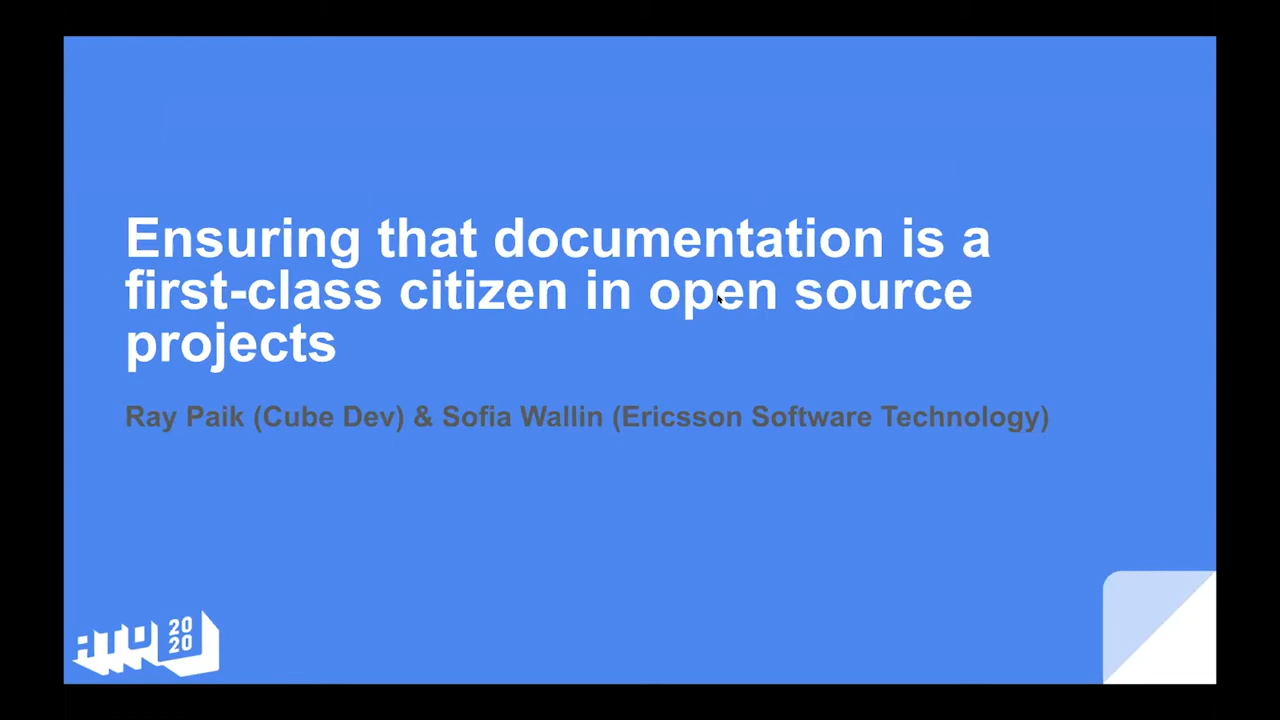 Ensuring that documentation is a
first-class citizen in open source
projects
Ray Paik (Cube Dev) & Sofia Wallin (Ericsson Software Technology)
ATO
20
20